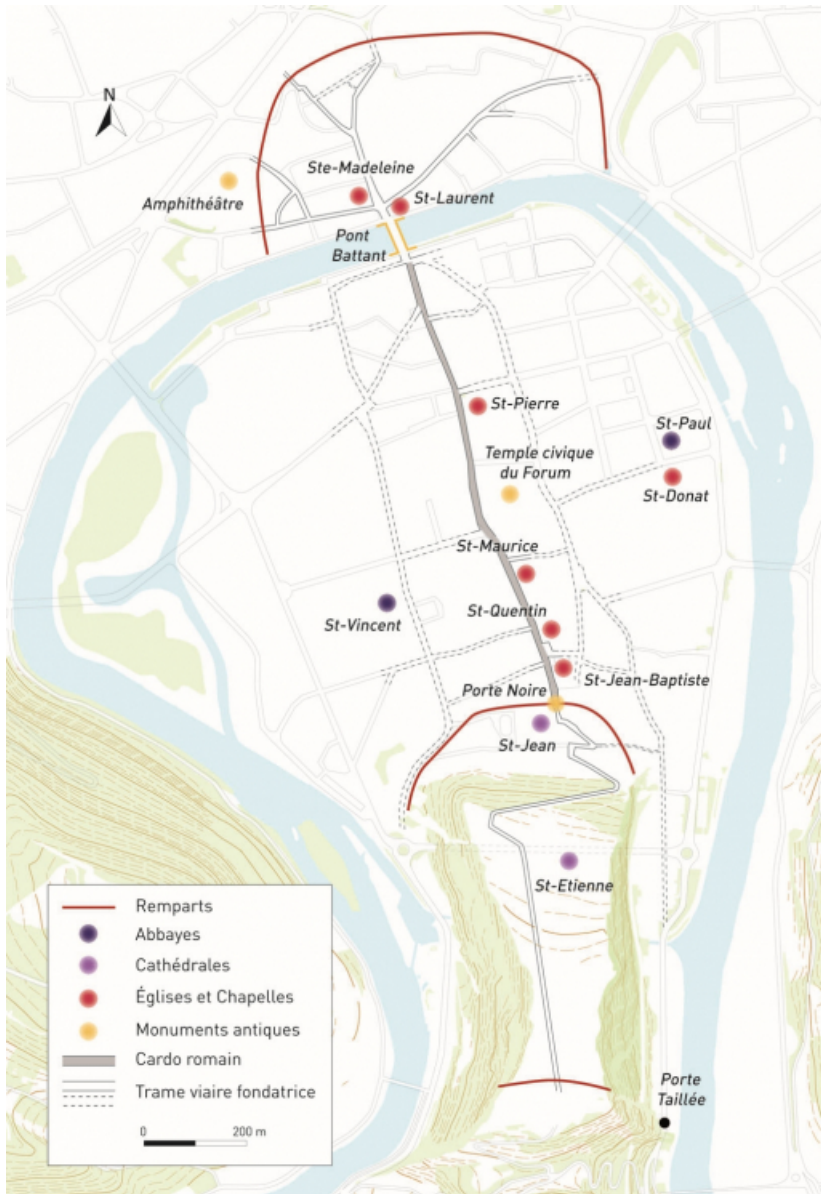 N
Ste-Madeleine
Amphithéâtre
St-Laurent
Pont
Battant
St-Pierre
St-Paul
Temple civique
du Forum
St-Donat
St-Maurice
St-Vincent
St-Quentin
St-Jean-Baptiste
Porte Noire
St-Jean
St-Etienne
Remparts
Abbayes
Cathédrales
Églises et Chapelles
Monuments antiques
Cardo romain
Trame viaire fondatrice
0 200 m
Porte
Taillée